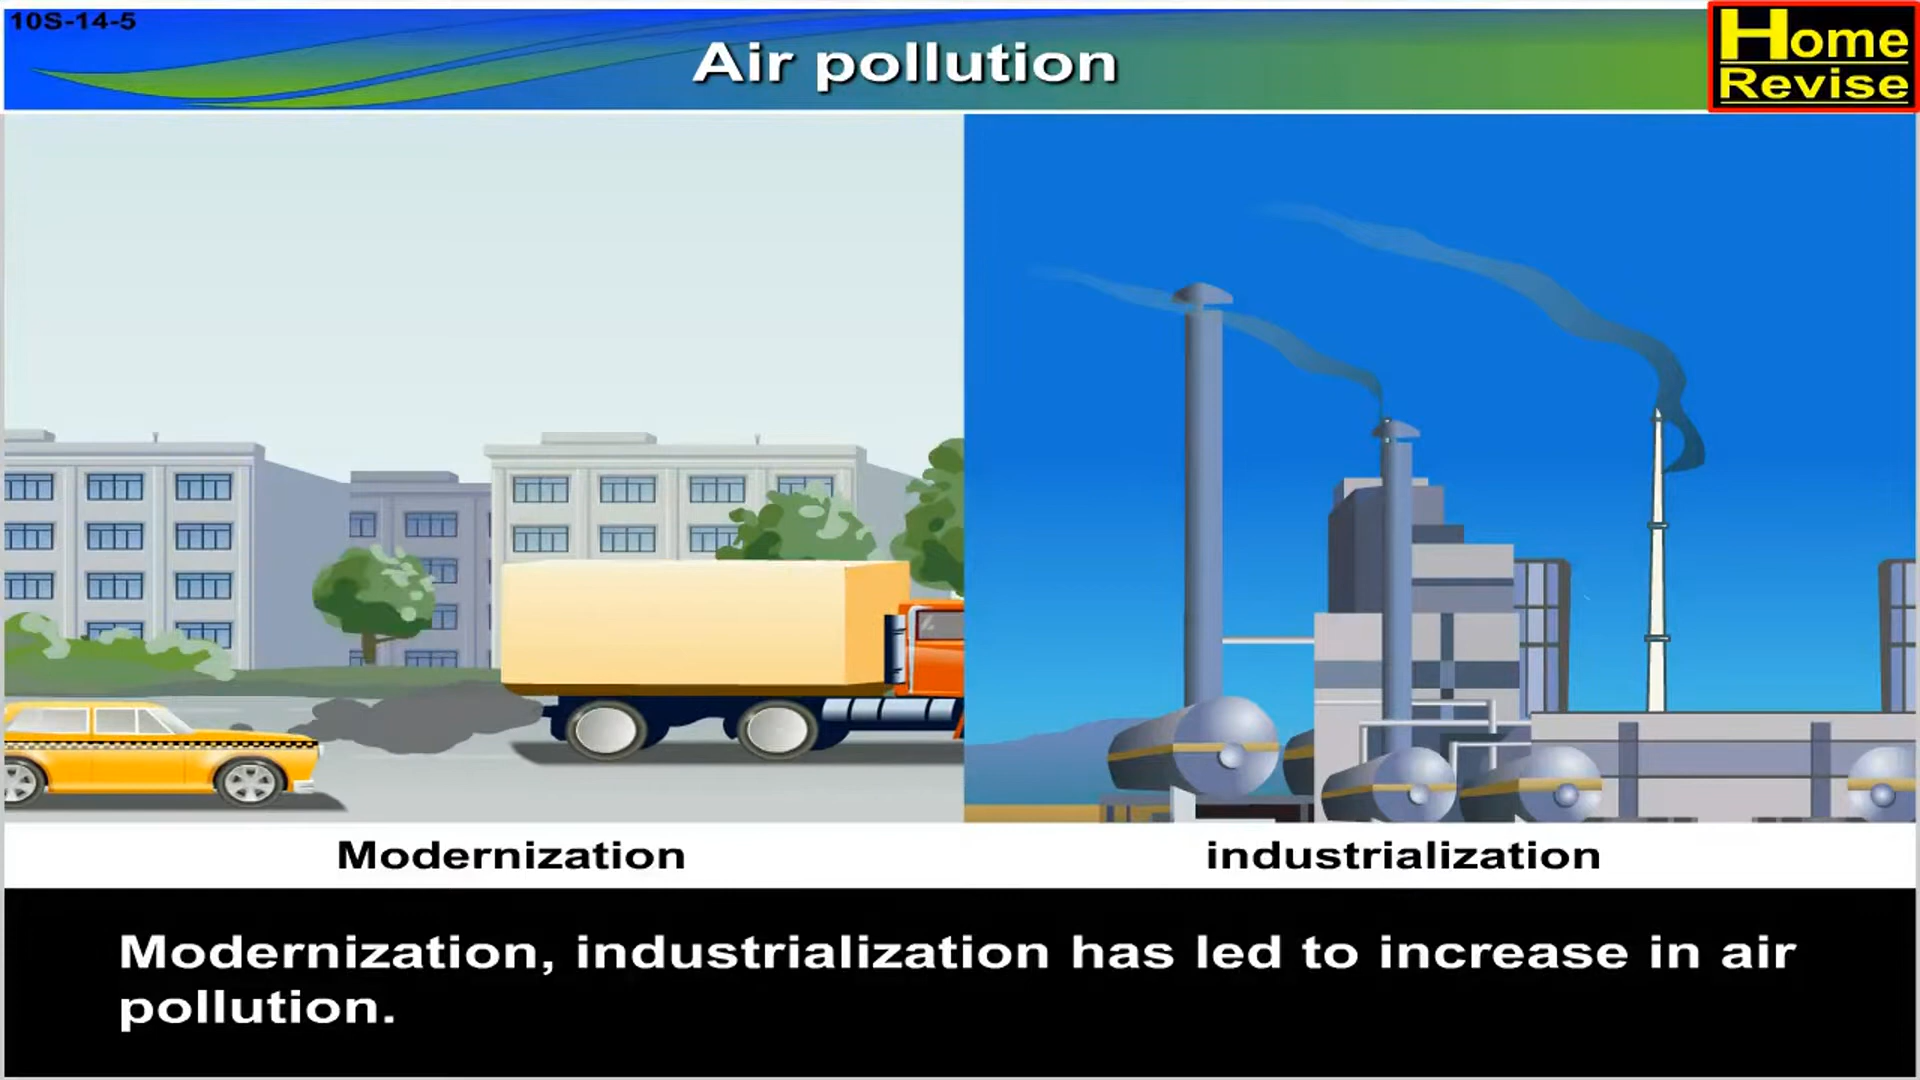 10S-14-5
Air pollution
Home
Revise
Modernization
industrialization
Modernization, industrialization has led to increase in air
pollution.